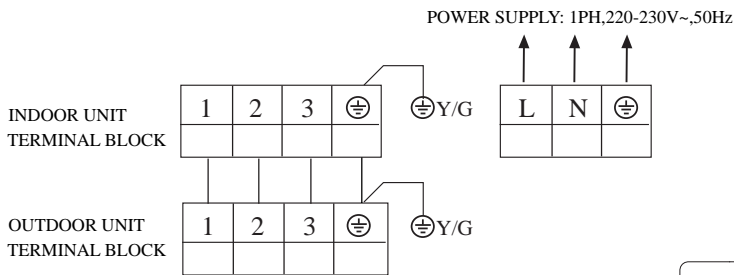 POWER SUPPLY: 1PH,220-230V~,50Hz
INDOOR UNIT
TERMINAL BLOCK
1 2 3
Y/G
L N
OUTDOOR UNIT
TERMINAL BLOCK
1 2 3
Y/G